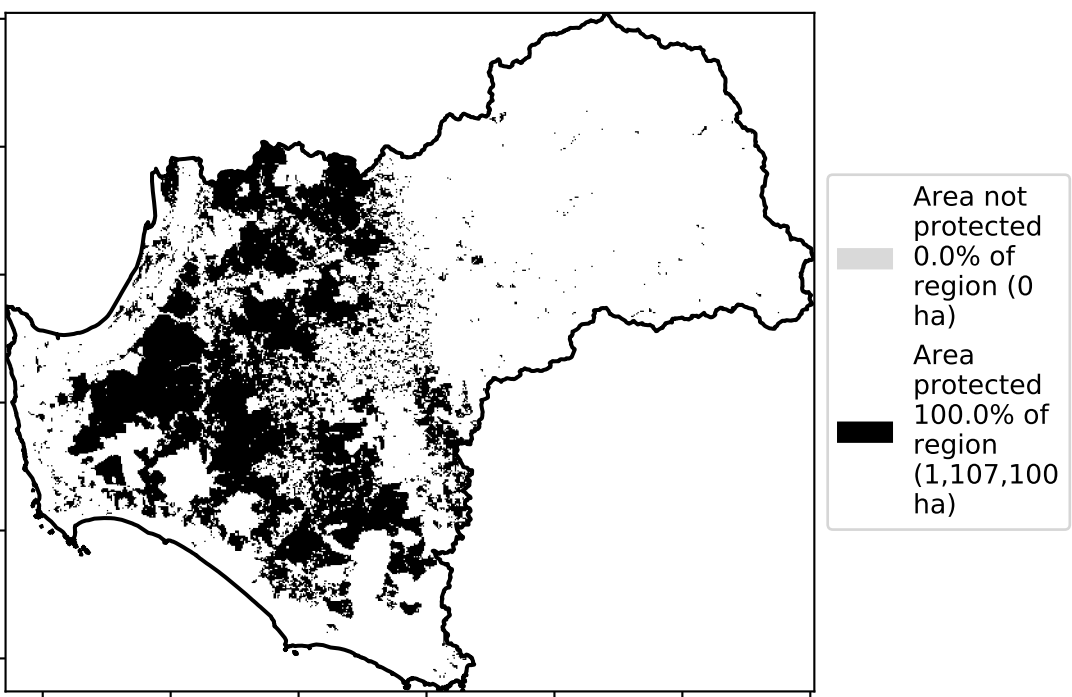 Area not
protected
0.0% of
region (0
ha)
Area
protected
100.0% of
region
(1,107,100
ha)